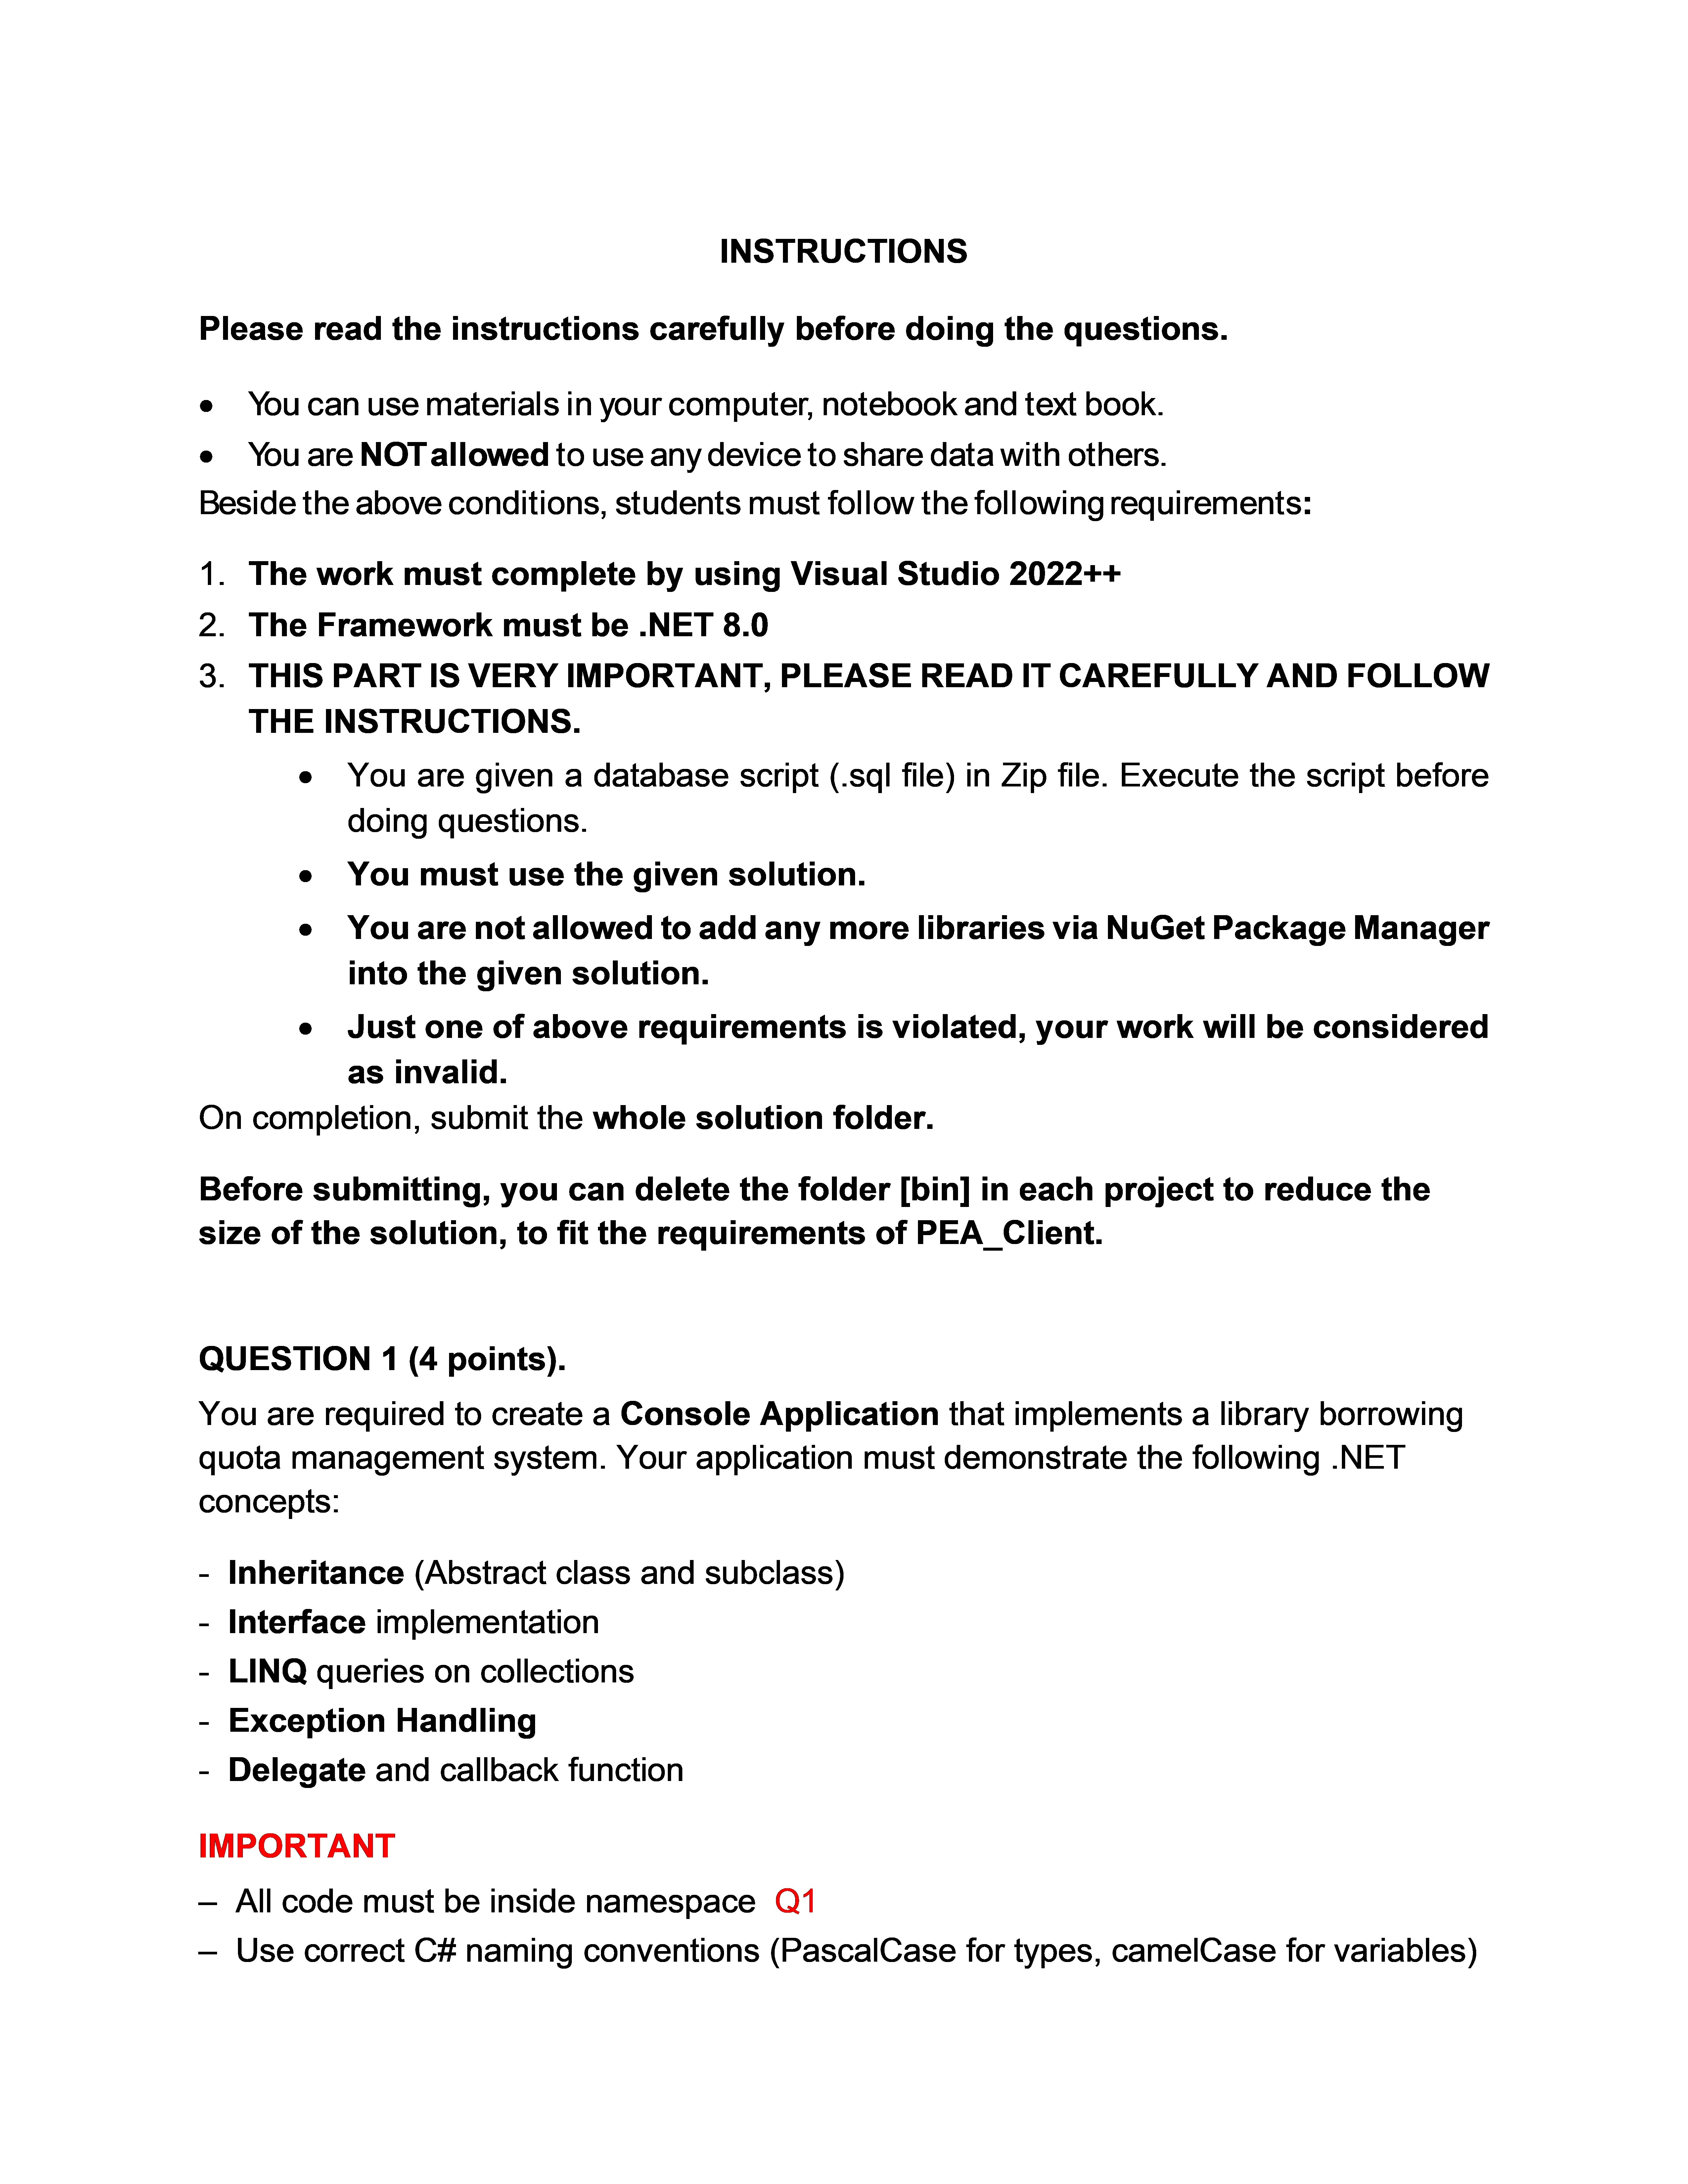 INSTRUCTIONS
Please read the instructions carefully before doing the questions.
• You can use materials in your computer, notebook and text book.
• You are NOT allowed to use any device to share data with others.
Beside the above conditions, students must follow the following requirements:
1. The work must complete by using Visual Studio 2022++
2. The Framework must be .NET 8.0
3. THIS PART IS VERY IMPORTANT, PLEASE READ IT CAREFULLY AND FOLLOW
THE INSTRUCTIONS.
• You are given a database script (.sql file) in Zip file. Execute the script before
doing questions.
• You must use the given solution.
• You are not allowed to add any more libraries via NuGet Package Manager
into the given solution.
• Just one of above requirements is violated, your work will be considered
as invalid.
On completion, submit the whole solution folder.
Before submitting, you can delete the folder [bin] in each project to reduce the
size of the solution, to fit the requirements of PEA_Client.
QUESTION 1 (4 points).
You are required to create a Console Application that implements a library borrowing
quota management system. Your application must demonstrate the following .NET
concepts:
- Inheritance (Abstract class and subclass)
- Interface implementation
- LINQ queries on collections
- Exception Handling
- Delegate and callback function
IMPORTANT
– All code must be inside namespace Q1
– Use correct C# naming conventions (PascalCase for types, camelCase for variables)